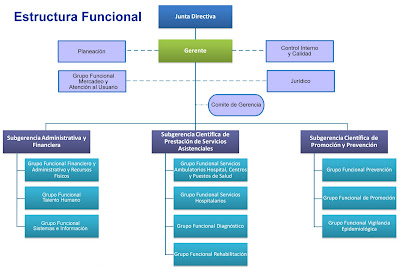 Estructura Funcional
Junta Directiva
Gerente
Planeación
Control Interno
y Calidad
Grupo Funcional
Mercadeo y
Atención al Usuario
Jurídico
Comite de Gerencia
Subgerencia Administrativa y
Financiera
Subgerencia Científica de
Prestación de Servicios
Asistenciales
Subgerencia Científica de
Promoción y Prevención
Grupo Funcional Financiera y
Administrativa y Recursos
Físicos
Grupo Funcional
Talento Humano
Grupo Funcional
Sistemas e Información
Grupo Funcional Servicios
Ambulatorios Hospital, Centros
y Puestos de Salud
Grupo Funcional Servicios
Hospitalarios
Grupo Funcional Diagnóstico
Grupo Funcional Rehabilitación
Grupo Funcional Prevención
Grupo Funcional de Promoción
Grupo Funcional Vigilancia
Epidemiológica